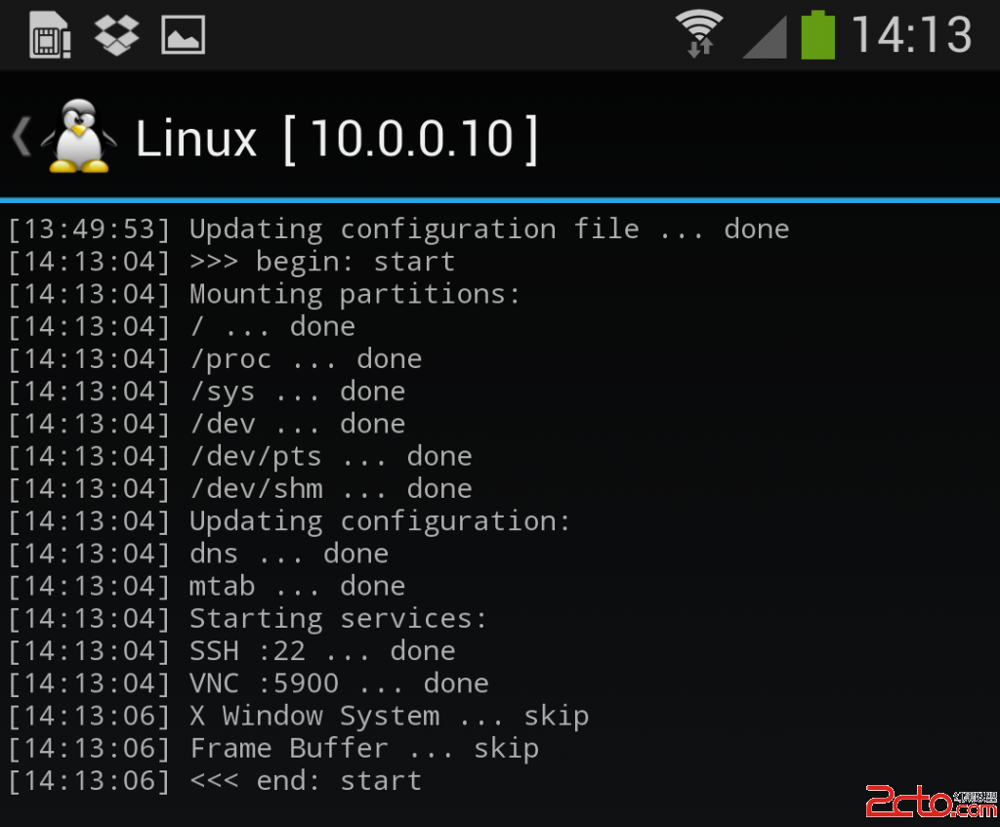 14:13
Linux [ 10.0.0.10 ]
[13:49:53] Updating configuration file ... done
[14:13:04] >>> begin: start
[14:13:04] Mounting partitions:
[14:13:04] / ... done
[14:13:04] /proc ... done
[14:13:04] /sys ... done
[14:13:04] /dev ... done
[14:13:04] /dev/pts ... done
[14:13:04] /dev/shm ... done
[14:13:04] Updating configuration:
[14:13:04] dns ... done
[14:13:04] mtab ... done
[14:13:04] Starting services:
[14:13:04] SSH :22 ... done
[14:13:04] VNC :5900 ... done
[14:13:06] X Window System ... skip
[14:13:06] Frame Buffer ... skip
[14:13:06] <<< end: start
2cto.com